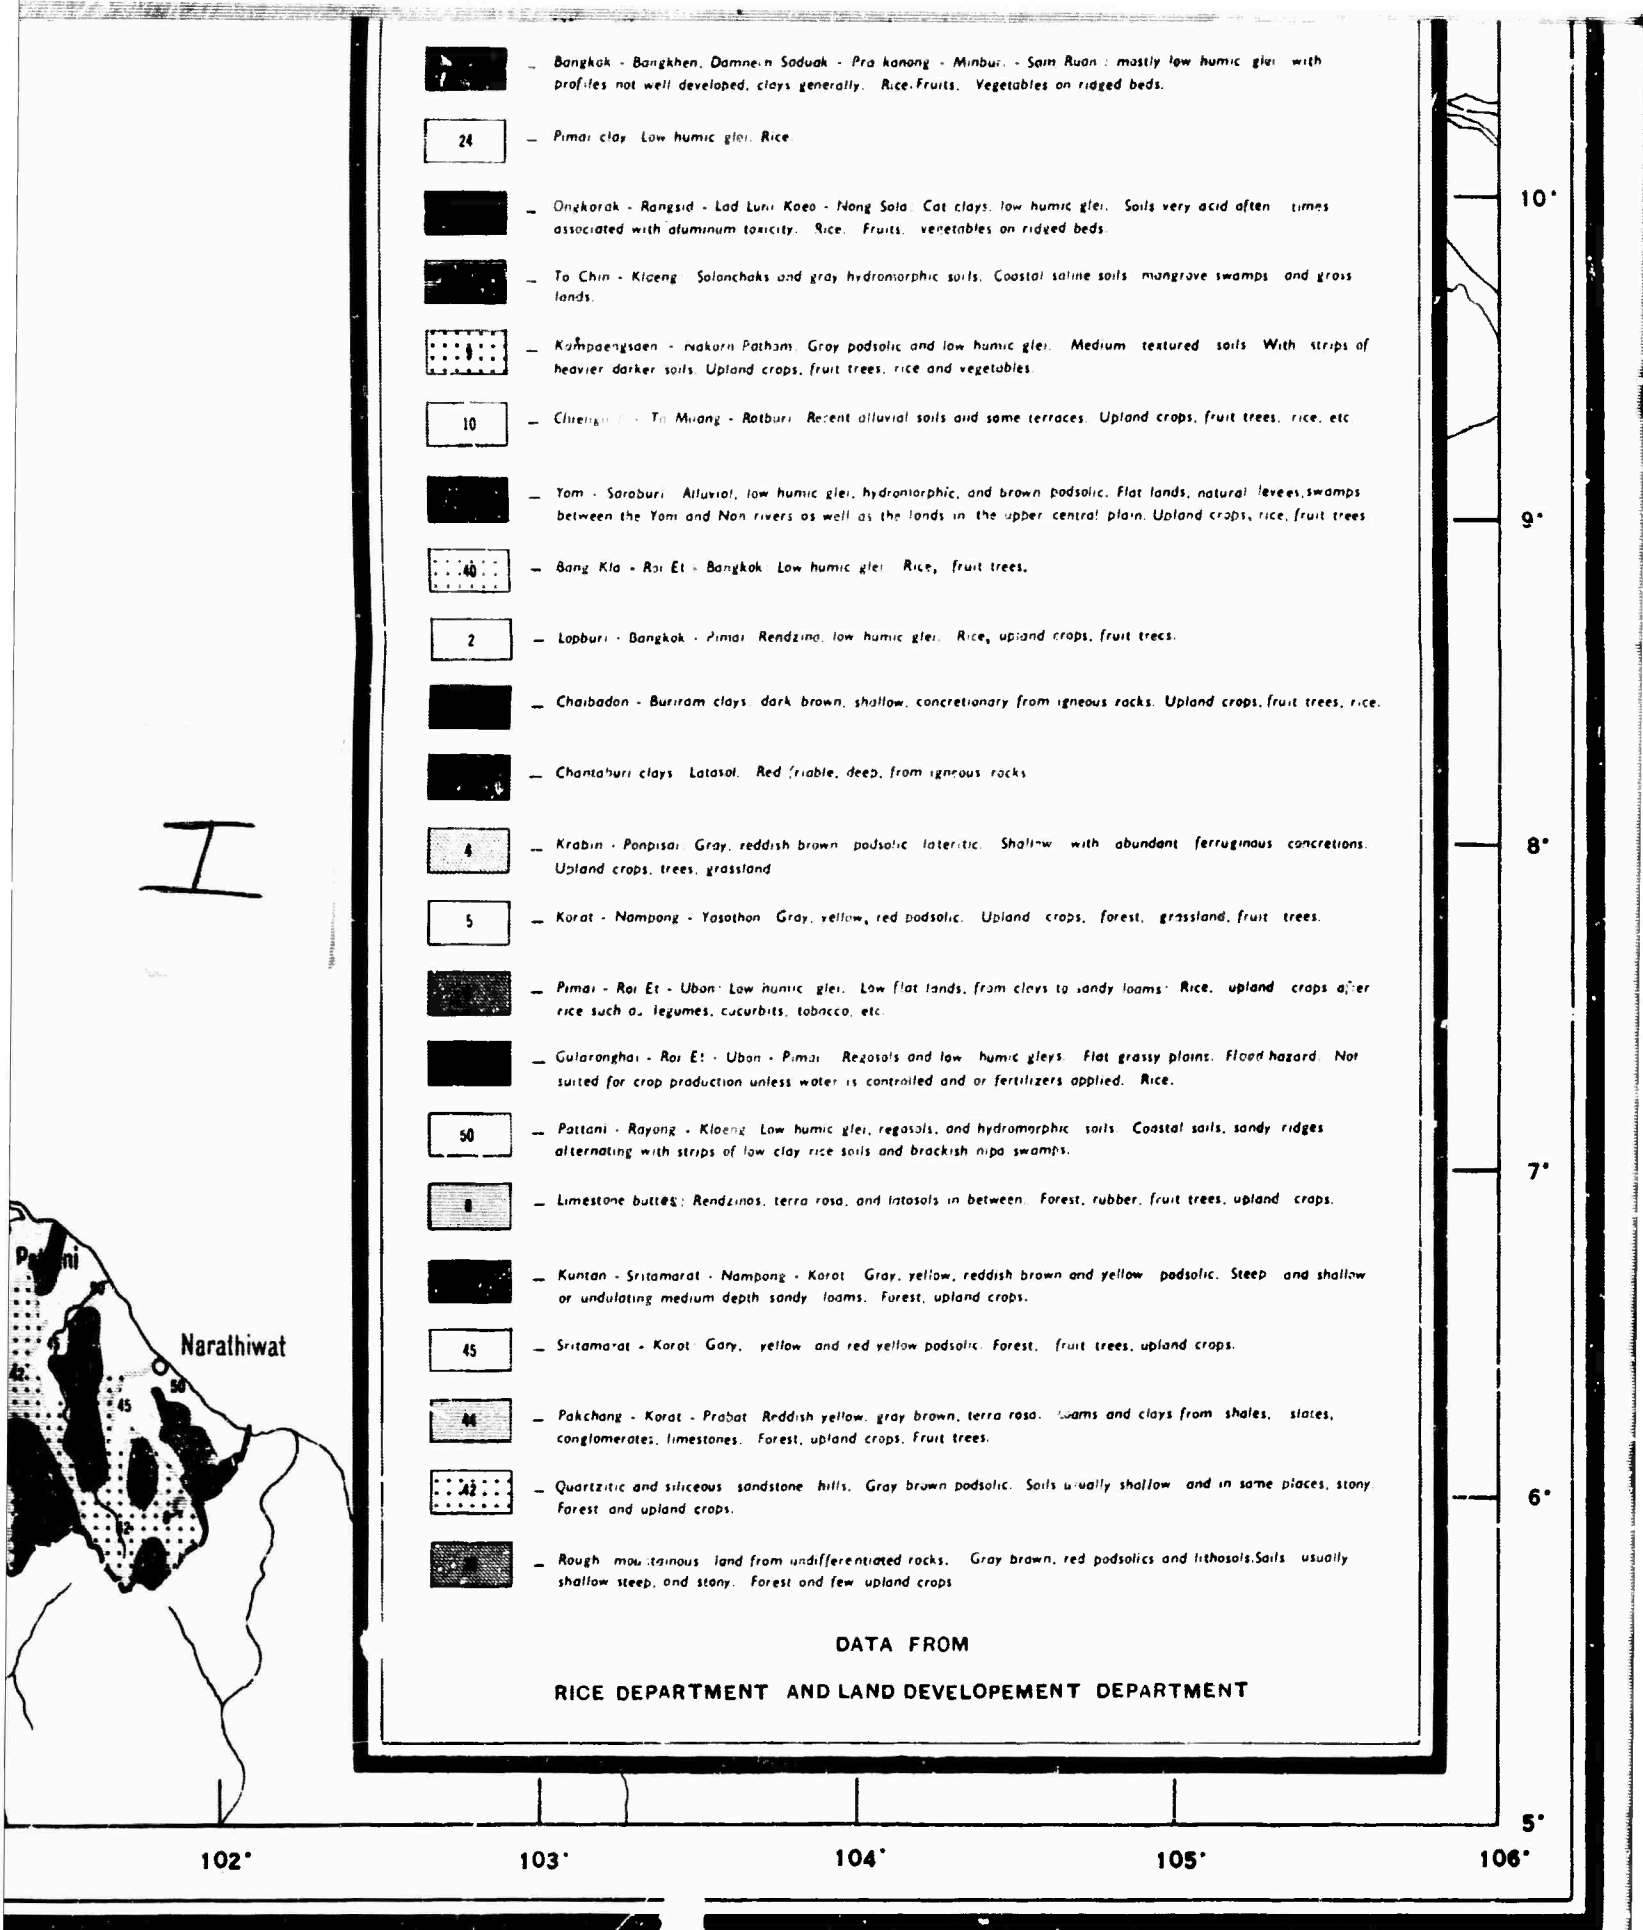 Bangkok - Bangkhen, Damnern Saduak - Pra kanong - Minburi - Sam Ruan : mostly low humic glei with
profiles not well developed, clays generally. Rice. Fruits. Vegetables on ridged beds.
24 — Pimai clay Low humic glei. Rice.
Ongkorak - Rangsid - Lad Lum Kaeo - Nong Sala Cat clays, low humic glei. Soils very acid often times
associated with aluminum toxicity. Rice. Fruits. vegetables on ridged beds.
Ta Chin - Kloeng Solonchaks and gray hydromorphic soils. Coastal saline soils mangrove swamps and grass
lands.
9 — Kampaengsaen - Nakorn Pathom. Gray podsolic and low humic glei. Medium textured soils With strips of
heavier darker soils. Upland crops, fruit trees, rice and vegetables.
10 — Ta Muang - Ratburi Recent alluvial soils and some terraces. Upland crops, fruit trees, rice, etc
Yom - Saraburi Alluvial, low humic glei, hydromorphic, and brown podsolic. Flat lands, natural levees, swamps
between the Yom and Nan rivers as well as the lands in the upper central plain. Upland crops, rice, fruit trees
40 — Bang Kla - Roi Et - Bangkok Low humic glei Rice, fruit trees.
2 — Lopburi - Bangkok - Pimai Rendzina, low humic glei. Rice, upland crops, fruit trees.
Chaibadan - Buriram clays dark brown, shallow, concretionary from igneous rocks. Upland crops, fruit trees, rice.
Chantaburi clays Latasol. Red friable, deep, from igneous rocks
4 — Krabin - Ponpisai Gray, reddish brown podsolic lateritic. Shallow with abundant ferruginous concretions.
Upland crops, trees, grassland
5 — Korat - Nampong - Yasothon Gray, yellow, red podsolic. Upland crops, forest, grassland, fruit trees.
Pimai - Roi Et - Ubon Low humic glei. Low flat lands, from clays to sandy loams. Rice, upland crops after
rice such as legumes, cucurbits, tobacco, etc.
Gularonghai - Roi Et - Ubon - Pimai Regosols and low humic gleys. Flat grassy plains. Flood hazard. Not
suited for crop production unless water is controlled and or fertilizers applied. Rice.
50 — Pattani - Rayong - Kloeng Low humic glei, regosols, and hydromorphic soils. Coastal soils, sandy ridges
alternating with strips of low clay rice soils and brackish nipa swamps.
Limestone buttes; Rendzinas, terra rosa, and latosols in between. Forest, rubber, fruit trees, upland crops.
Kuntan - Sritamarat - Nampong - Korat Gray, yellow, reddish brown and yellow podsolic. Steep and shallow
or undulating medium depth sandy loams. Forest, upland crops.
45 — Sritamarat - Korat Gary, yellow and red yellow podsolic. Forest, fruit trees, upland crops.
44 — Pakchang - Korat - Prabat Reddish yellow, gray brown, terra rosa. Loams and clays from shales, slates,
conglomerates, limestones. Forest, upland crops. Fruit trees.
42 — Quartzitic and siliceous sandstone hills. Gray brown podsolic. Soils usually shallow and in some places, stony.
Forest and upland crops.
Rough mountainous land from undifferentiated rocks. Gray brown, red podsolics and lithosols. Soils usually
shallow steep, and stony. Forest and few upland crops
DATA FROM
RICE DEPARTMENT AND LAND DEVELOPEMENT DEPARTMENT
I
Pattani
Narathiwat
42
50
45
42
10°
9°
8°
7°
6°
5°
102°
103°
104°
105°
106°